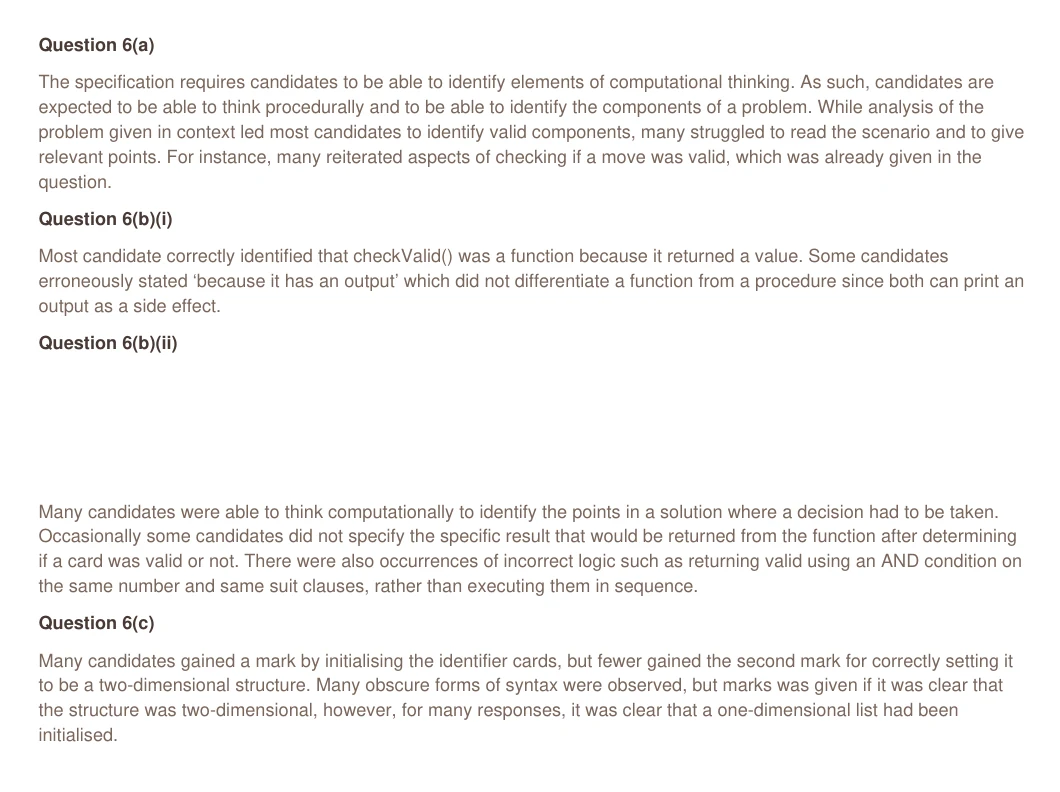 Question 6(a)
The specification requires candidates to be able to identify elements of computational thinking. As such, candidates are
expected to be able to think procedurally and to be able to identify the components of a problem. While analysis of the
problem given in context led most candidates to identify valid components, many struggled to read the scenario and to give
relevant points. For instance, many reiterated aspects of checking if a move was valid, which was already given in the
question.
Question 6(b)(i)
Most candidate correctly identified that checkValid() was a function because it returned a value. Some candidates
erroneously stated ‘because it has an output’ which did not differentiate a function from a procedure since both can print an
output as a side effect.
Question 6(b)(ii)
Many candidates were able to think computationally to identify the points in a solution where a decision had to be taken.
Occasionally some candidates did not specify the specific result that would be returned from the function after determining
if a card was valid or not. There were also occurrences of incorrect logic such as returning valid using an AND condition on
the same number and same suit clauses, rather than executing them in sequence.
Question 6(c)
Many candidates gained a mark by initialising the identifier cards, but fewer gained the second mark for correctly setting it
to be a two-dimensional structure. Many obscure forms of syntax were observed, but marks was given if it was clear that
the structure was two-dimensional, however, for many responses, it was clear that a one-dimensional list had been
initialised.